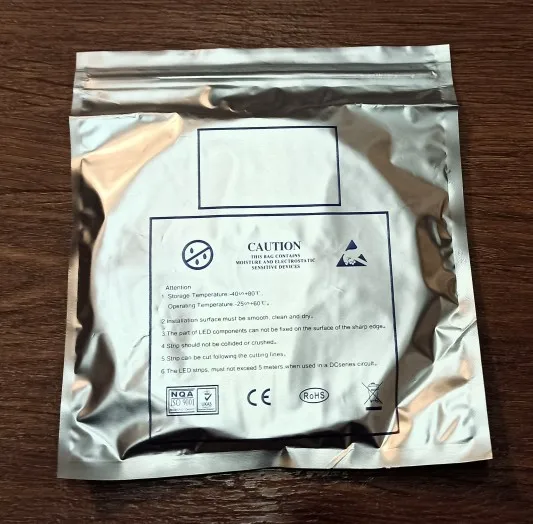 CAUTION
THIS BAG CONTAINS
MOISTURE AND ELECTROSTATIC
SENSITIVE DEVICES
Attention
1. Storage Temperature -40~+80℃
Operating Temperature -25~+60℃.
2 Installation surface must be smooth, clean and dry.
3.The part of LED components can not be fixed on the surface of the sharp edge.
4 Strip should not be collided or crushed.
5 Strip can be cut following the cutting lines.
6. The LED strips, must not exceed 5 meters when used in a DCseries circuit.
NQA
ISO 9001
CE
RoHS